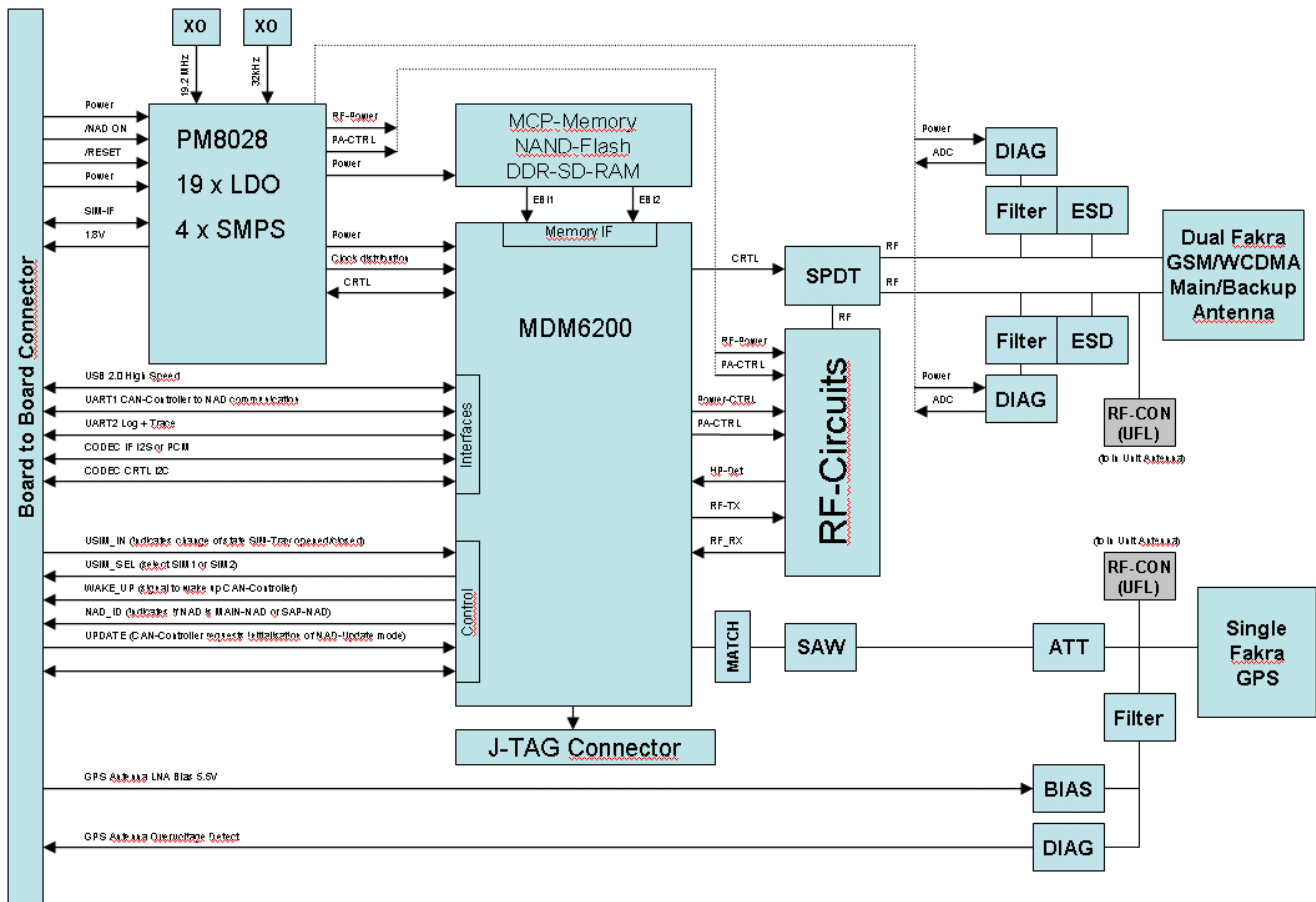 XO
XO
19.2 MHz
32kHz
Board to Board Connector
Power
/NAD ON
/RESET
Power
SIM-IF
1.8V
PM8028
19 x LDO
4 x SMPS
RF-Power
PA-CTRL
Power
Power
Clock distribution
CRTL
MCP-Memory
NAND-Flash
DDR-SD-RAM
EBI1
EBI2
Memory IF
MDM6200
Interfaces
Control
USB 2.0 High Speed
UART1 CAN-Controller to NAD communication
UART2 Log + Trace
CODEC IF I2S or PCM
CODEC CRTL I2C
USIM_IN (Indicates change of state SIM-Tray opened/closed)
USIM_SEL (select SIM1 or SIM2)
WAKE_UP (signal to wake up CAN-Controller)
NAD_ID (Indicates if NAD is MAIN-NAD or SAP-NAD)
UPDATE (CAN-Controller requests Initialisation of NAD-Update mode)
CRTL
SPDT
RF
RF
RF
RF-Power
PA-CTRL
Power-CTRL
PA-CTRL
HP-Det
RF-TX
RF_RX
RF-Circuits
Power
ADC
DIAG
Filter
ESD
Dual Fakra
GSM/WCDMA
Main/Backup
Antenna
Filter
ESD
Power
ADC
DIAG
RF-CON
(UFL)
(to In Unit Antenna)
(to In Unit Antenna)
RF-CON
(UFL)
MATCH
SAW
ATT
Single
Fakra
GPS
Filter
J-TAG Connector
GPS Antenna LNA Bias 5.5V
BIAS
GPS Antenna Overvoltage Detect
DIAG